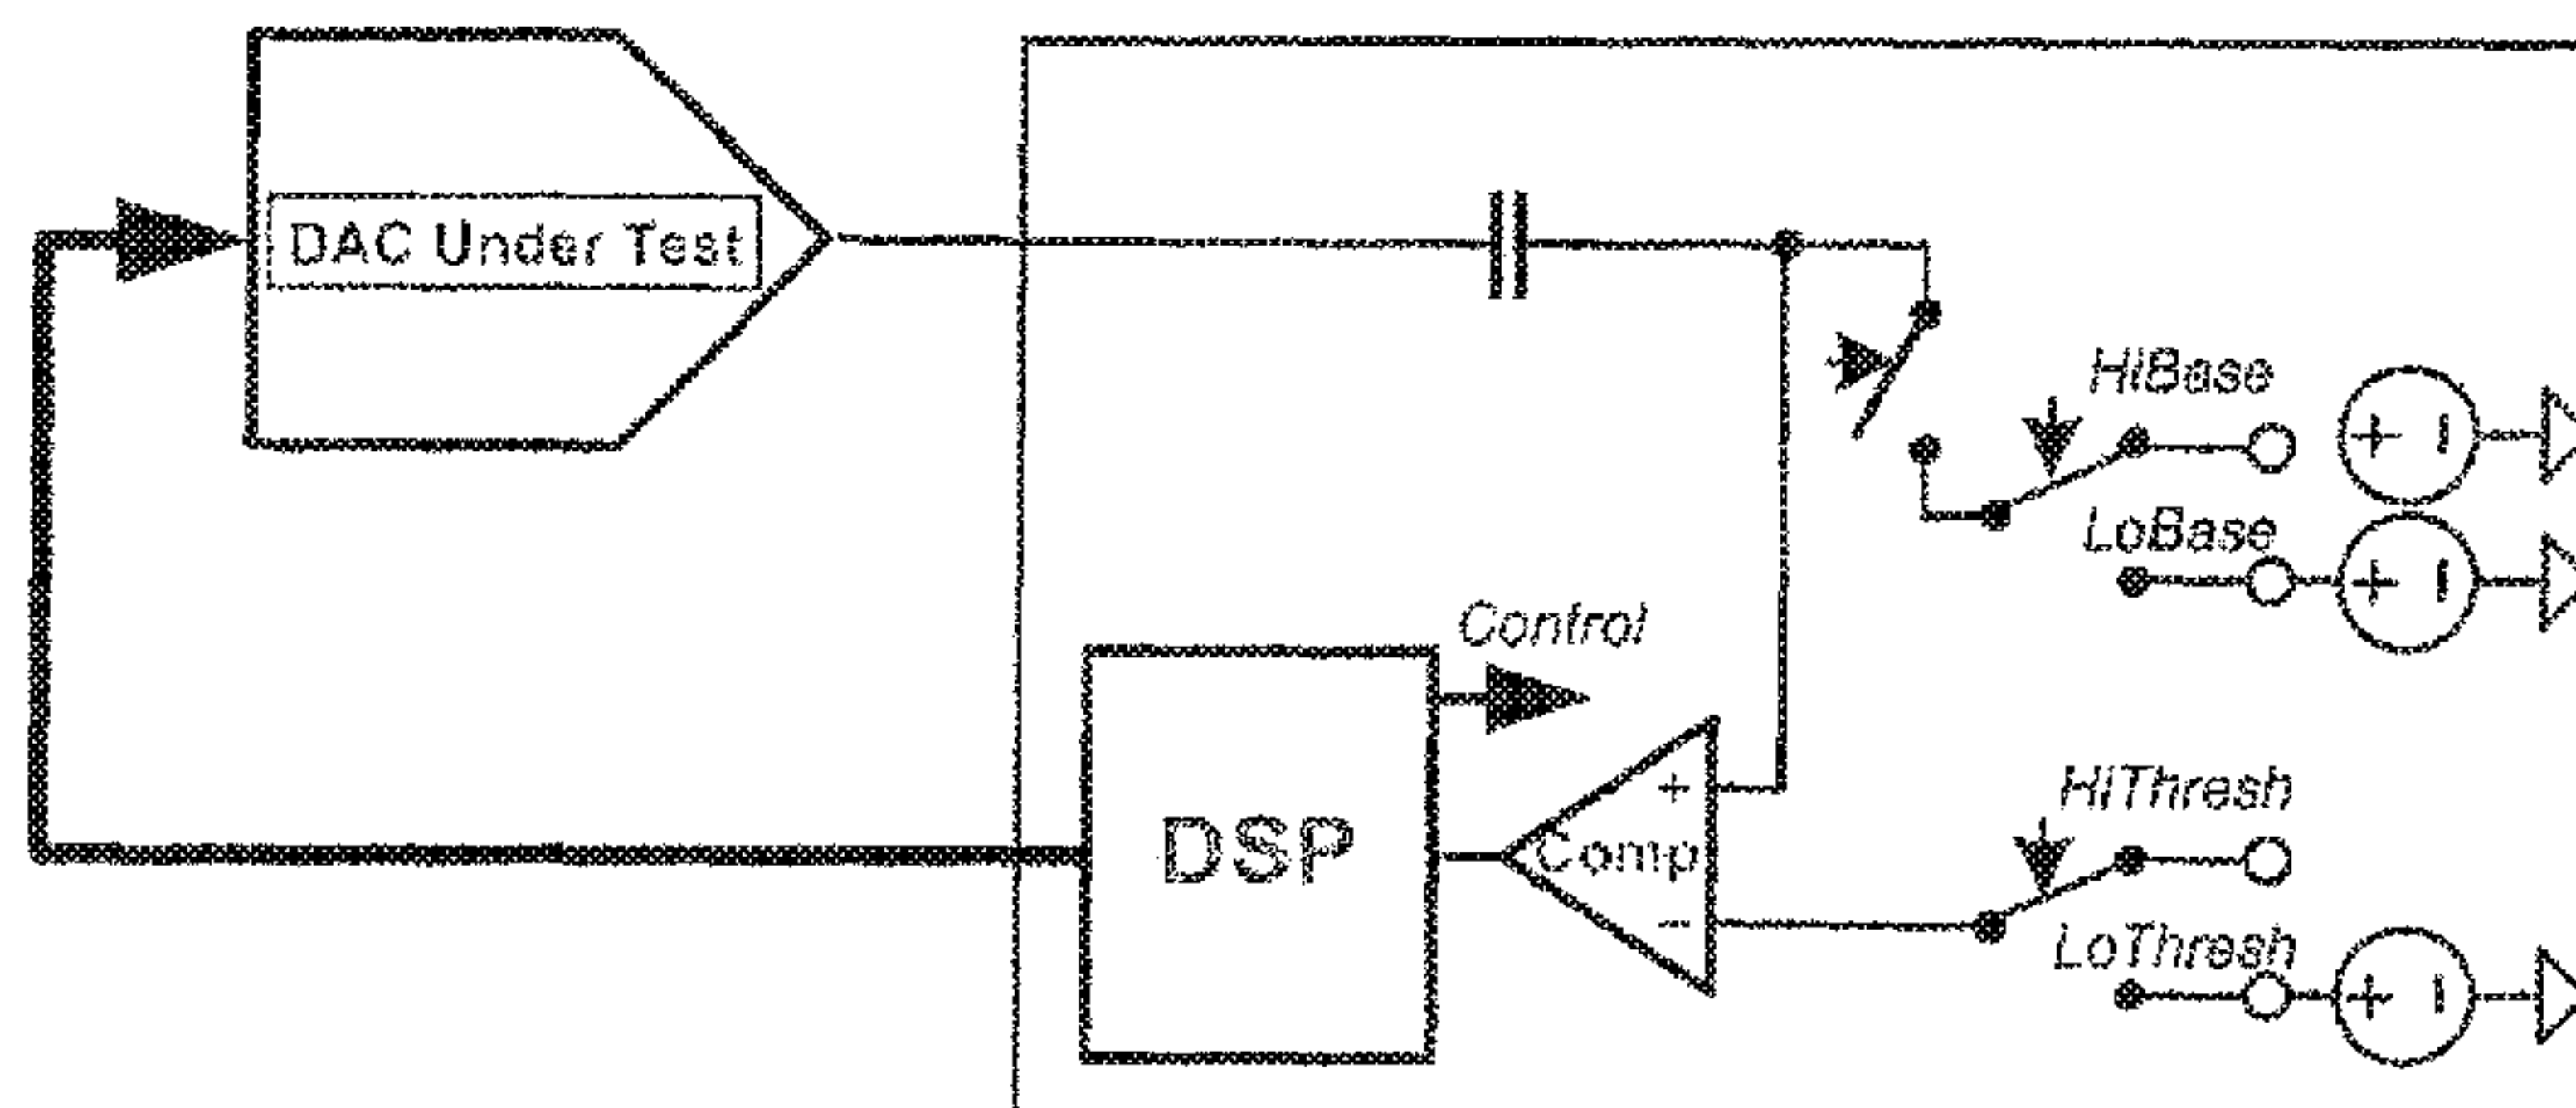 DAC Under Test
HiBase
LoBase
Control
+ −
+ −
DSP
Comp
+
−
HiThresh
LoThresh
+ −